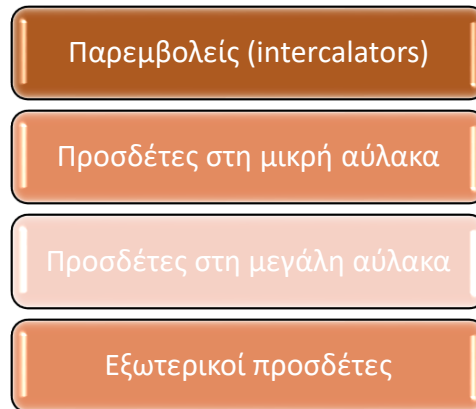 Παρεμβολείς (intercalators)
Προσδέτες στη μικρή αύλακα
Προσδέτες στη μεγάλη αύλακα
Εξωτερικοί προσδέτες